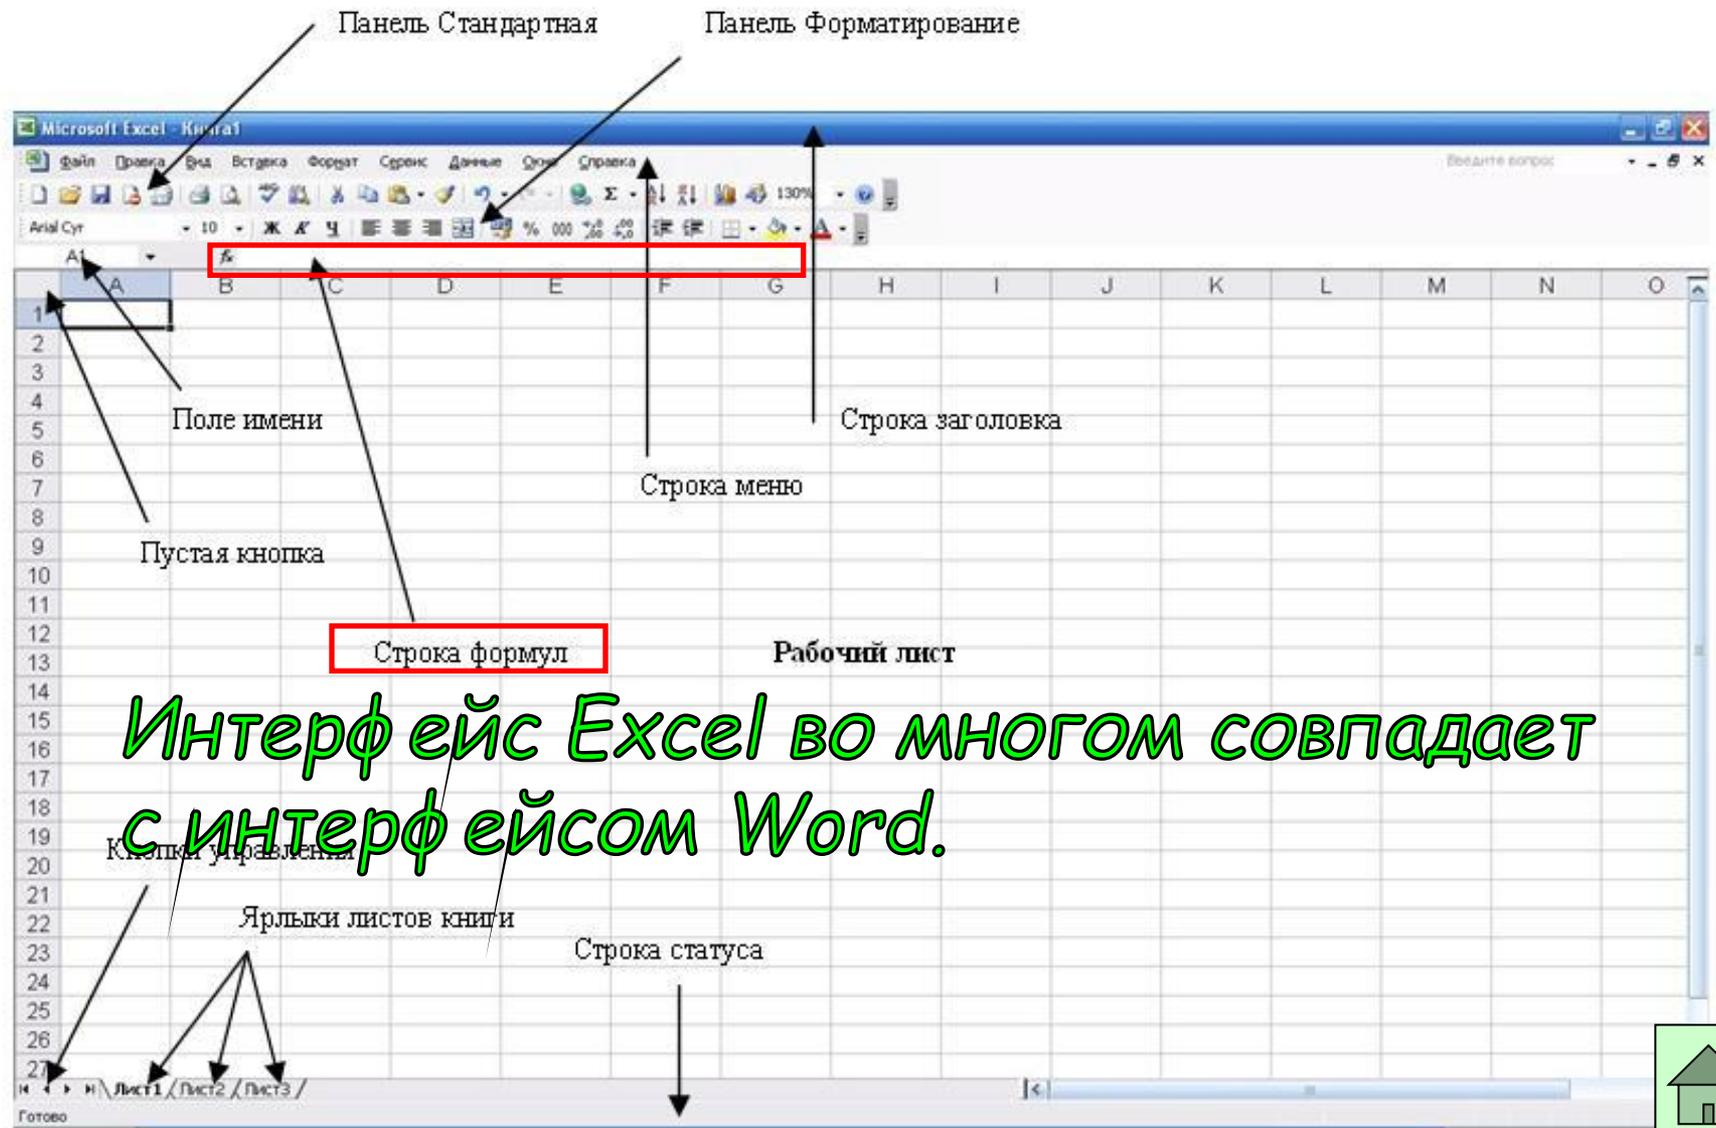 Панель Стандартная Панель Форматирование
Microsoft Excel - Книга1
Файл Правка Вид Вставка Формат Сервис Данные Окно Справка Введите вопрос
130%
Arial Cyr 10 Ж К Ч % 000
A1 fx
A B C D E F G H I J K L M N O
1
2
3
4
Поле имени Строка заголовка
5
6
7 Строка меню
8
9 Пустая кнопка
10
11
12
13 Строка формул Рабочий лист
14
15 Интерфейс Excel во многом совпадает
16
17
18
19 с интерфейсом Word.
Кнопки управления
20
21
22 Ярлыки листов книги
23 Строка статуса
24
25
26
27
Лист1 Лист2 Лист3
Готово